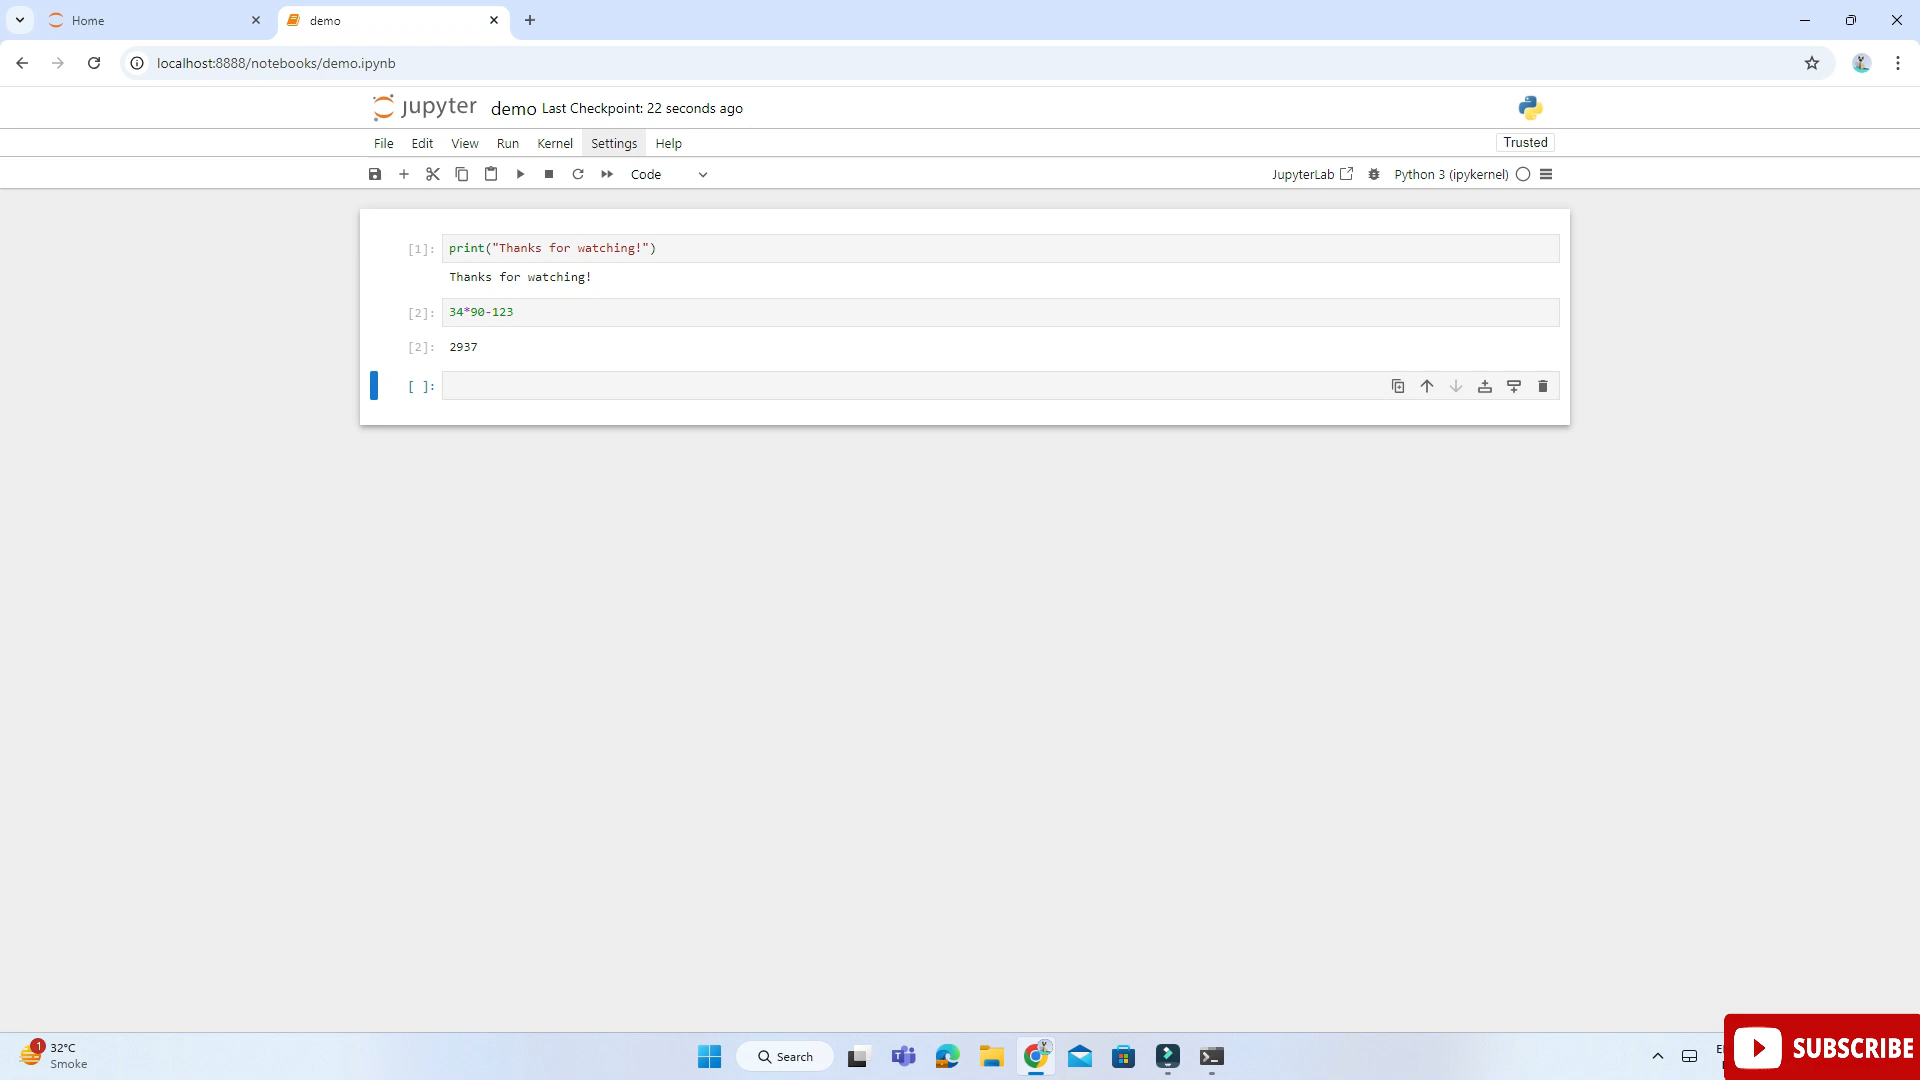 Home
demo
localhost:8888/notebooks/demo.ipynb
jupyter demo Last Checkpoint: 22 seconds ago
File Edit View Run Kernel Settings Help
Trusted
Code
JupyterLab
Python 3 (ipykernel)
[1]: print("Thanks for watching!")
Thanks for watching!
[2]: 34*90-123
[2]: 2937
[ ]:
1
32°C
Smoke
Search
SUBSCRIBE